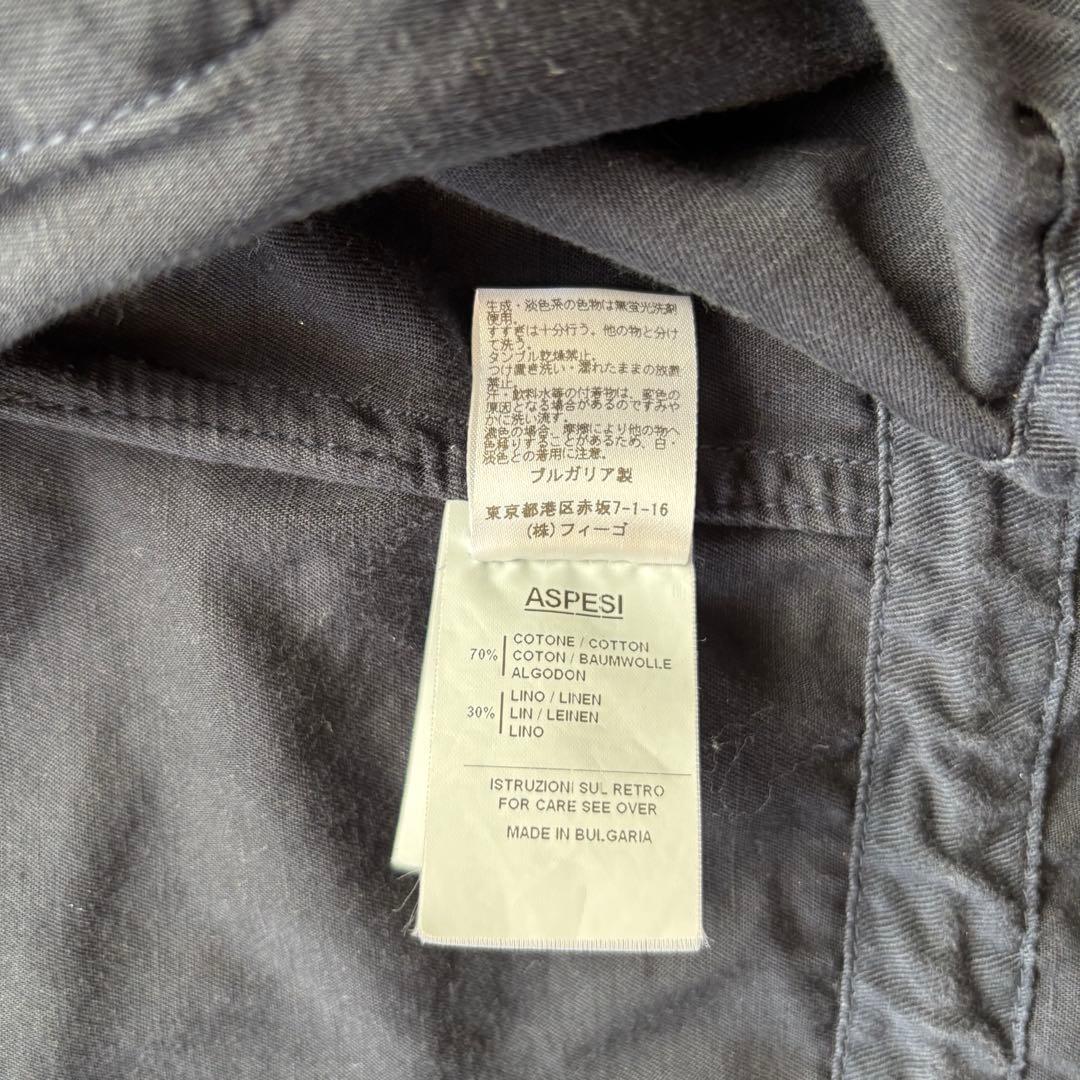 生成・淡色系の色物は無蛍光洗剤
使用。
すすぎは十分行う。他の物と分け
て洗う。
タンブル乾燥禁止。
つけ置き洗い・濡れたままの放置
禁止。
汗・飲料水等の付着物は、変色の
原因となる場合があるのですみや
かに洗い流す。
濃色の場合、摩擦により他の物へ
色移りすることがあるため、白・
淡色との着用に注意。
ブルガリア製
東京都港区赤坂7-1-16
(株)フィーゴ
ASPESI
70% COTONE / COTTON
COTON / BAUMWOLLE
ALGODON
30% LINO / LINEN
LIN / LEINEN
LINO
ISTRUZIONI SUL RETRO
FOR CARE SEE OVER
MADE IN BULGARIA